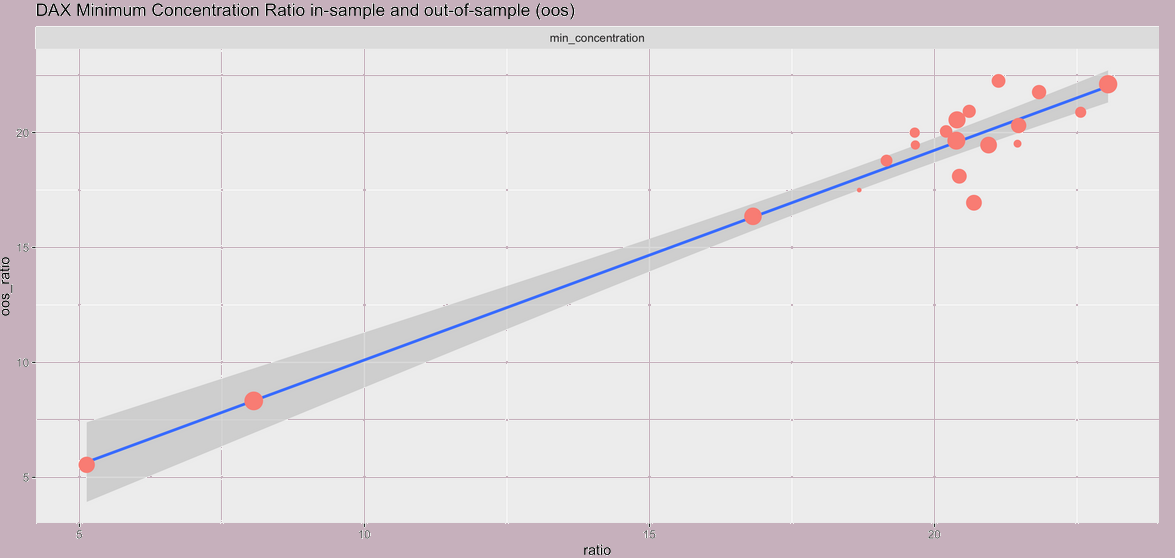 DAX Minimum Concentration Ratio in-sample and out-of-sample (oos)
min_concentration
oos_ratio
20
15
10
5
5
10
15
20
ratio